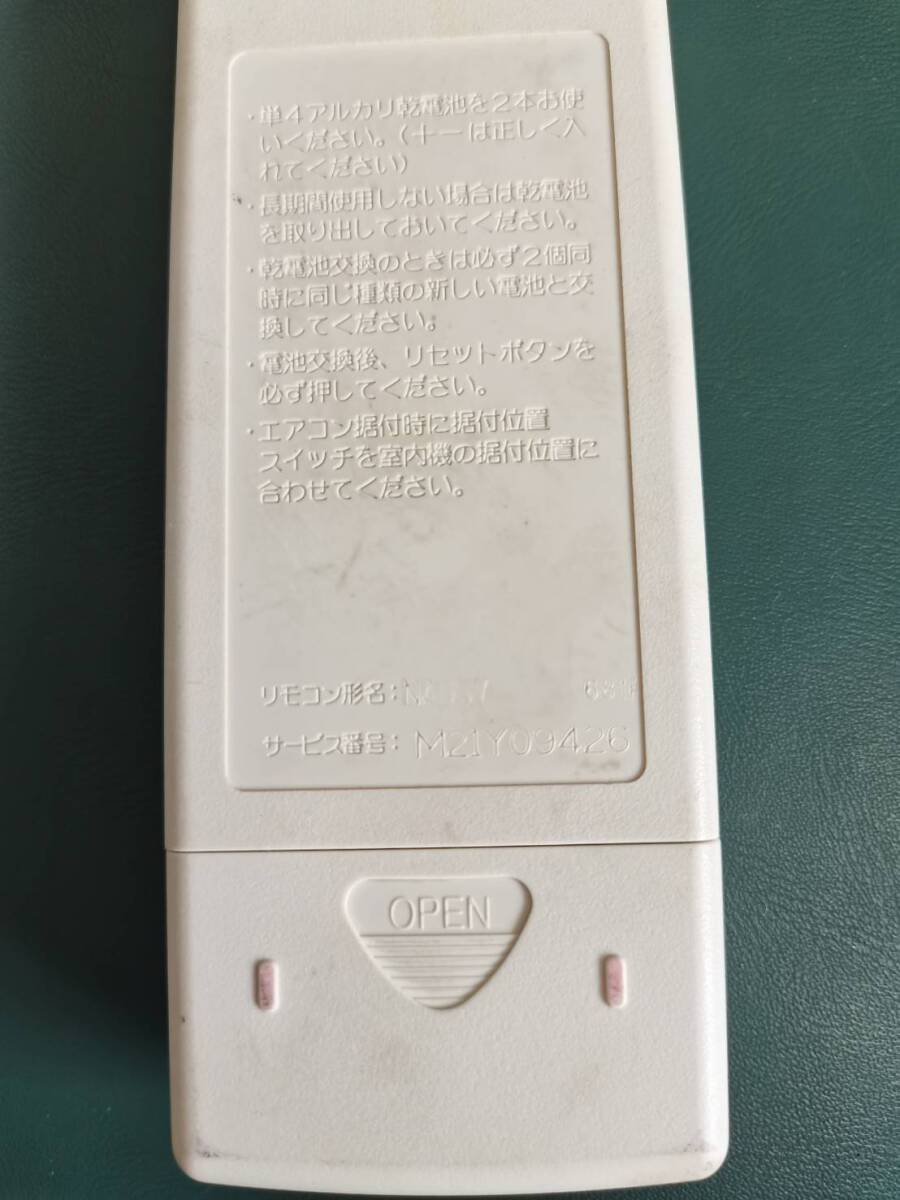 ・単4アルカリ乾電池を2本お使
いください。(＋－は正しく入
れてください)
・長期間使用しない場合は乾電池
を取り出しておいてください。
・乾電池交換のときは必ず2個同
時に同じ種類の新しい電池と交
換してください。
・電池交換後、リセットボタンを
必ず押してください。
・エアコン据付時に据付位置
スイッチを室内機の据付位置に
合わせてください。
リモコン形名:
サービス番号: M21Y09426
OPEN